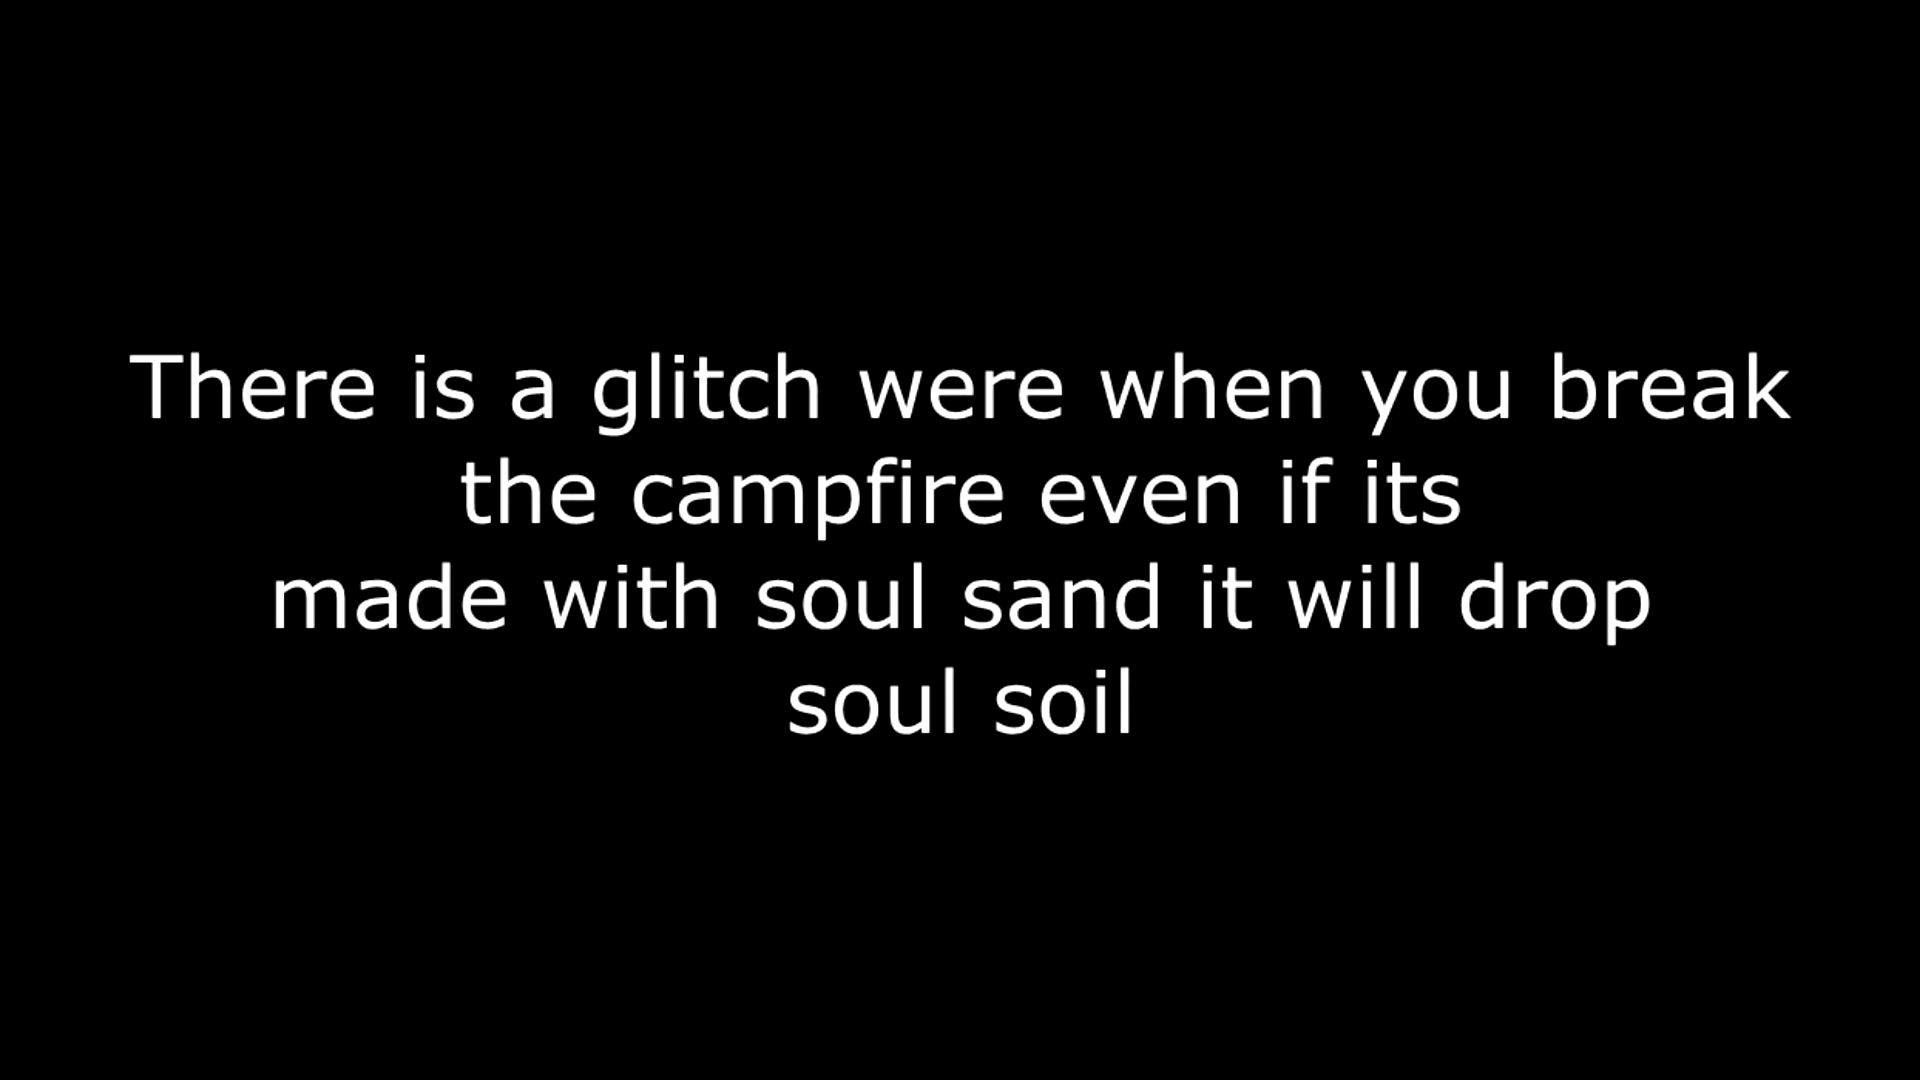 There is a glitch were when you break
the campfire even if its
made with soul sand it will drop
soul soil